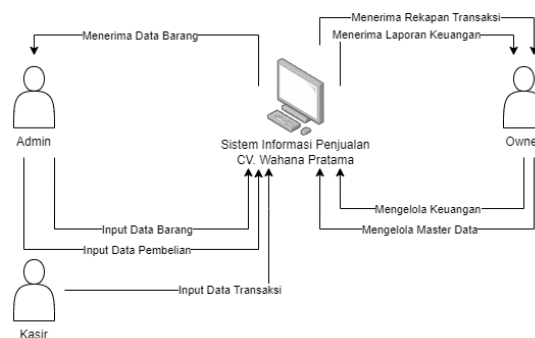 Menerima Rekapan Transaksi
Menerima Data Barang
Menerima Laporan Keuangan
Admin
Sistem Informasi Penjualan
CV. Wahana Pratama
Owne
Mengelola Keuangan
Input Data Barang
Mengelola Master Data
Input Data Pembelian
Input Data Transaksi
Kasir